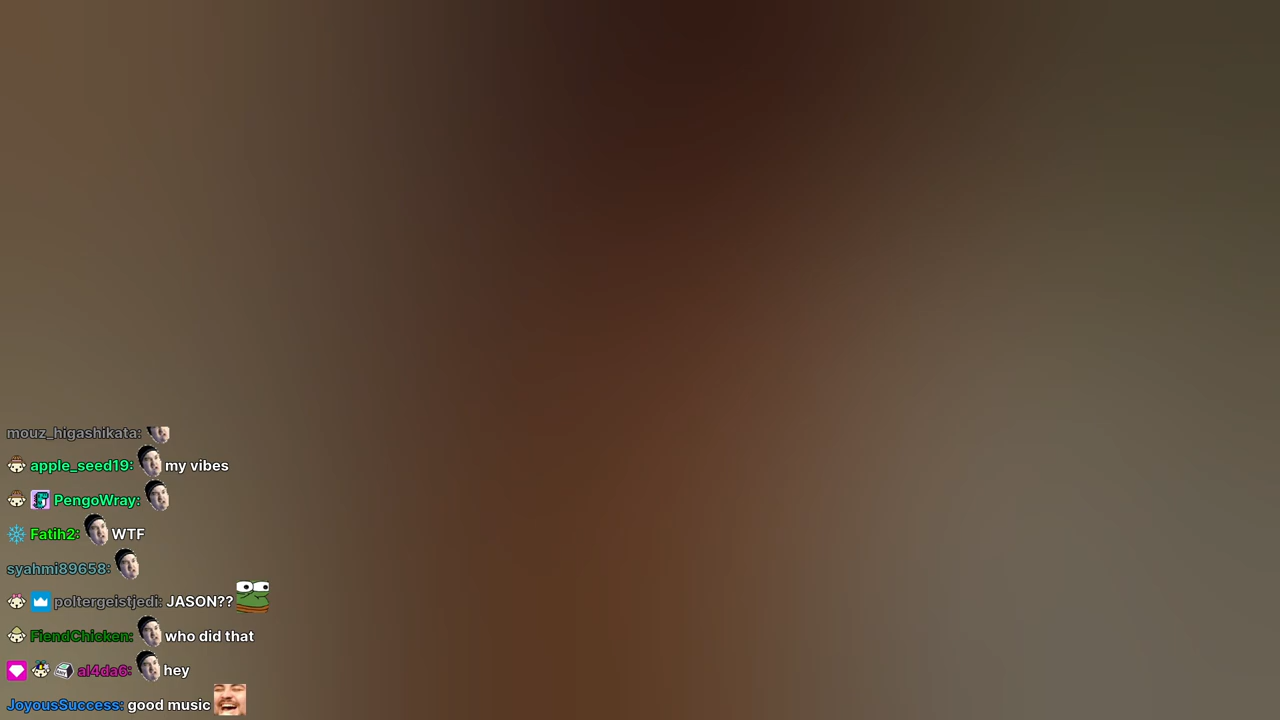 mouz_higashikata:
apple_seed19: my vibes
PengoWray:
Fatih2: WTF
syahmi89658:
poltergeistjedi: JASON??
FiendChicken: who did that
al4da6: hey
JoyousSuccess: good music